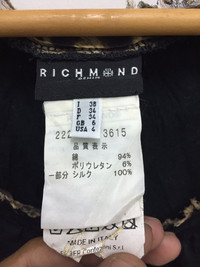 RICHMOND
DENIM
I 38
D 34
F 34
GB 6
USA 4
3615
品質表示
綿 94%
ポリウレタン 6%
一部分 シルク 100%
MADE IN ITALY